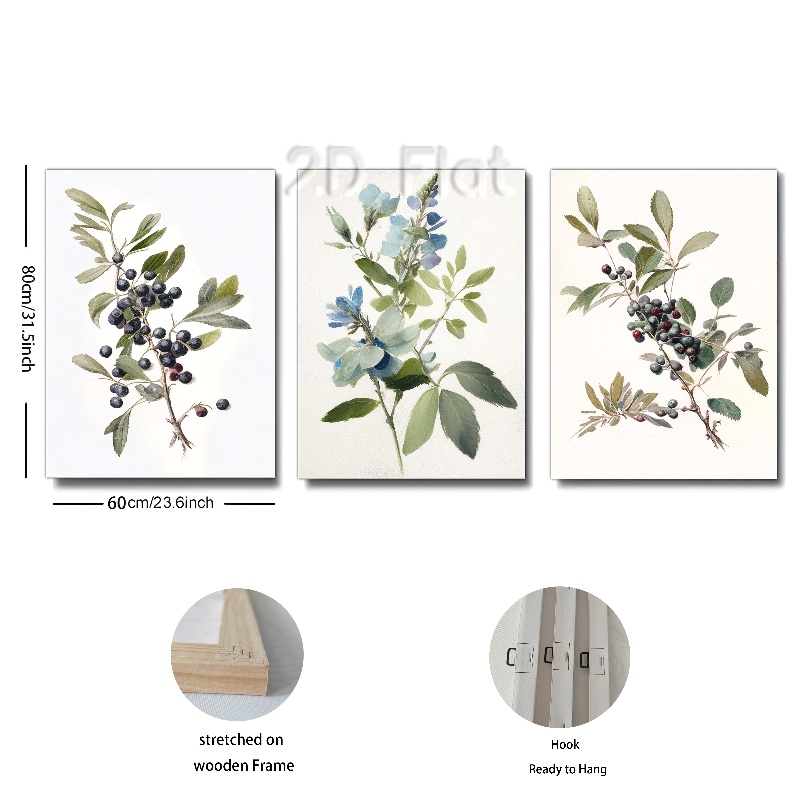 2D Flat
80cm/31.5inch
60cm/23.6inch
stretched on
wooden Frame
Hook
Ready to Hang